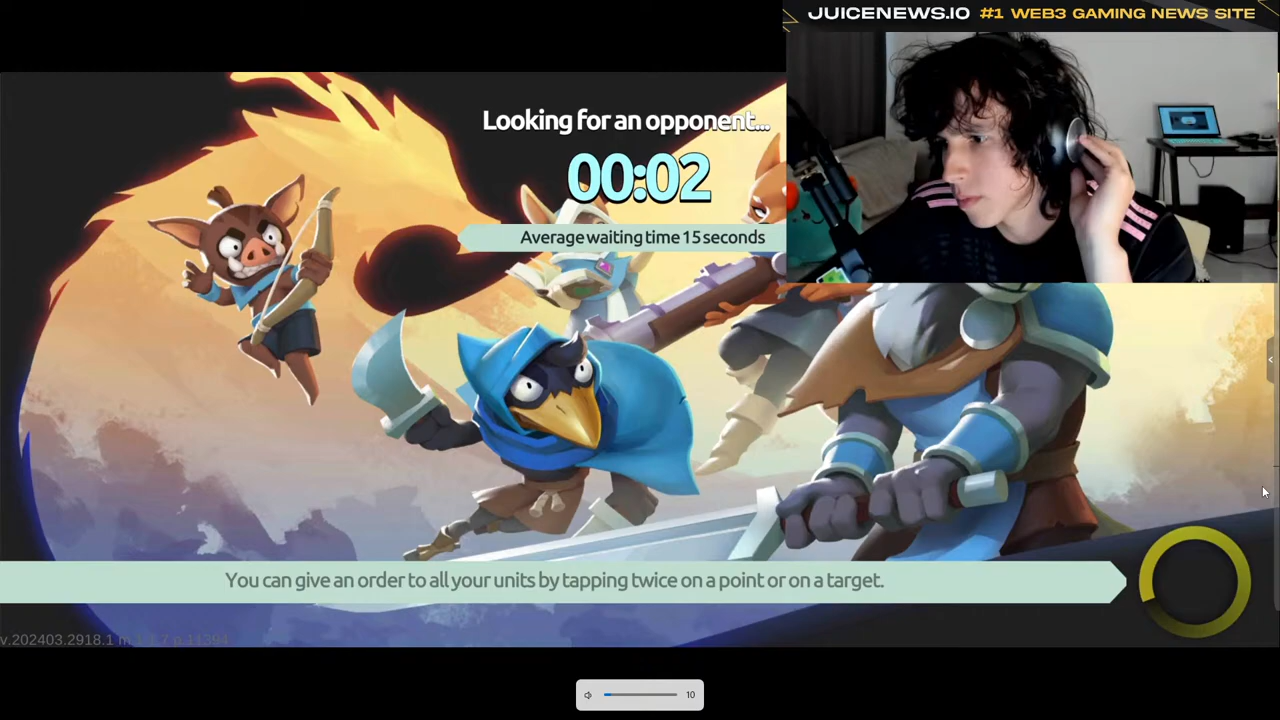 JUICENEWS.IO #1 WEB3 GAMING NEWS SITE
Looking for an opponent...
00:02
Average waiting time 15 seconds
You can give an order to all your units by tapping twice on a point or on a target.
10